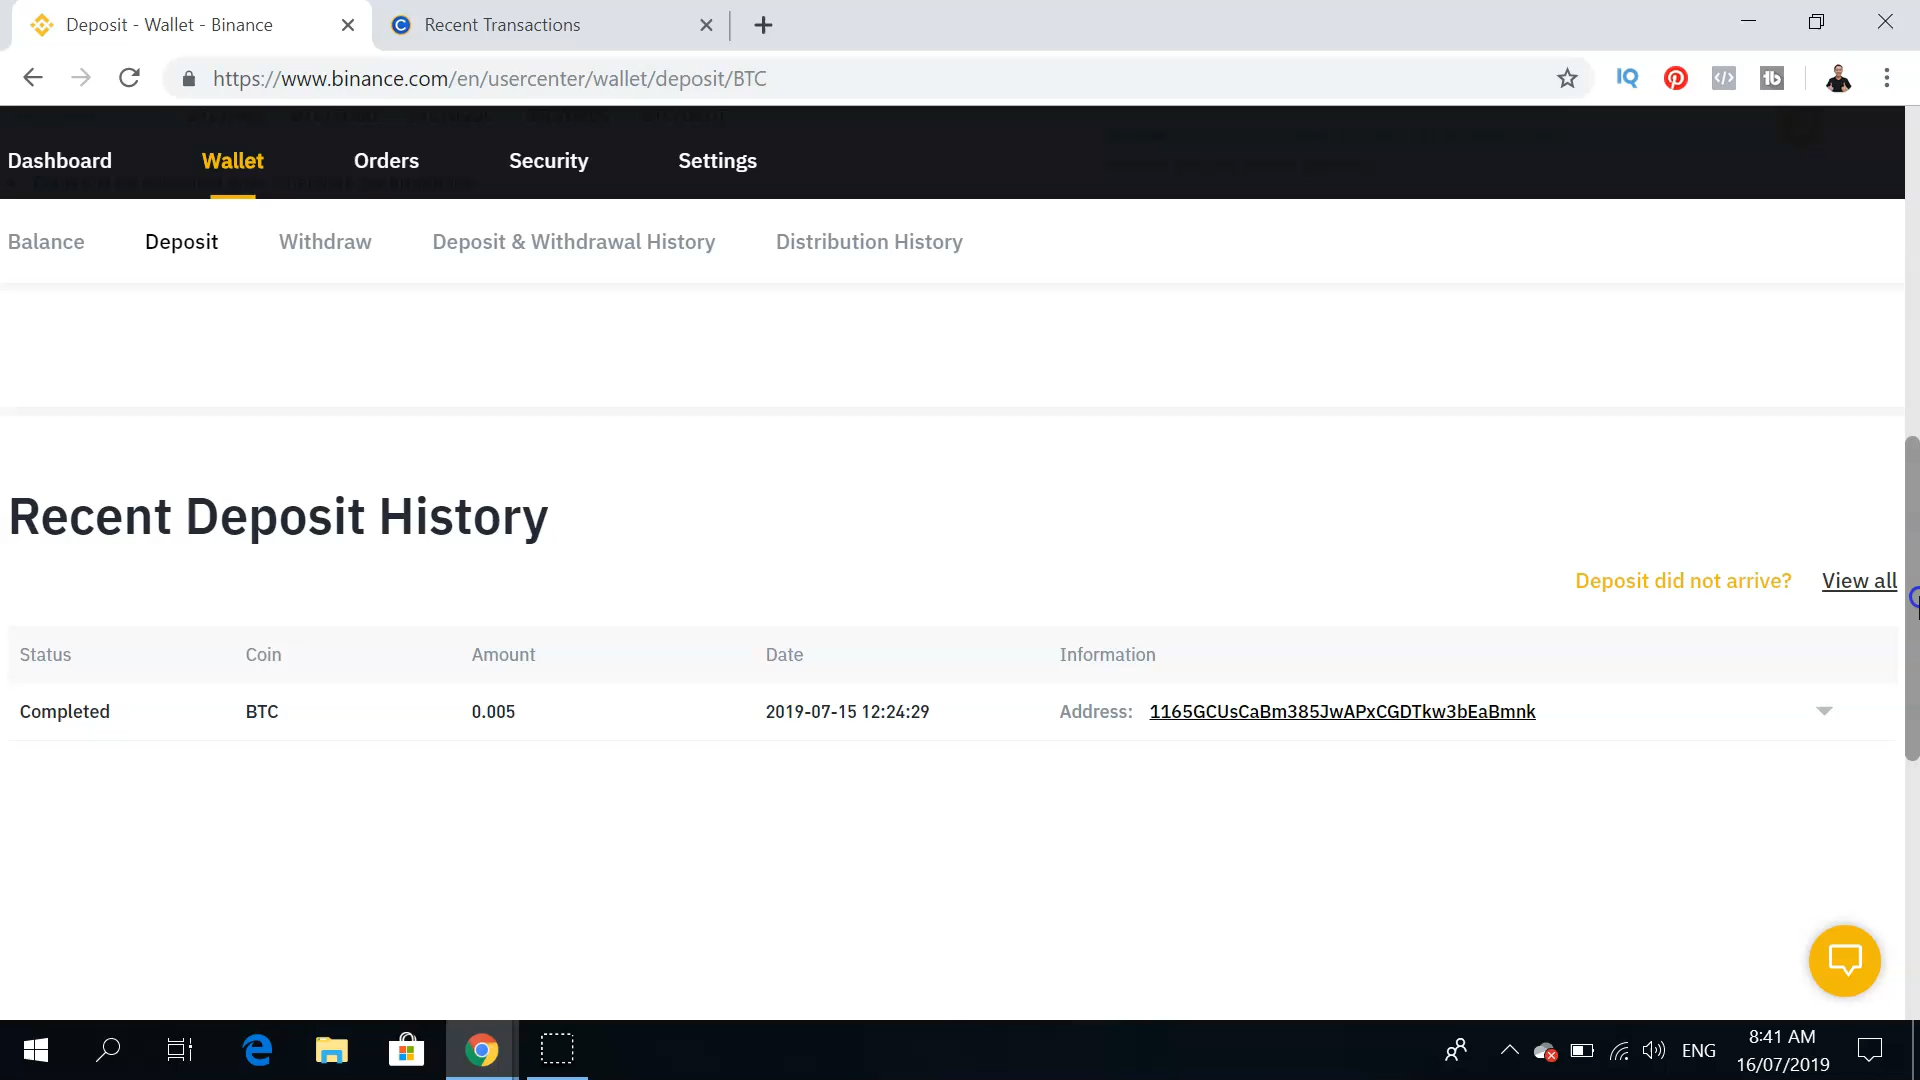 Deposit - Wallet - Binance
Recent Transactions
https://www.binance.com/en/usercenter/wallet/deposit/BTC
IQ
</>
tb
Dashboard Wallet Orders Security Settings
Balance Deposit Withdraw Deposit & Withdrawal History Distribution History
Recent Deposit History
Deposit did not arrive? View all
Status Coin Amount Date Information
Completed BTC 0.005 2019-07-15 12:24:29 Address: 1165GCUsCaBm385JwAPxCGDTkw3bEaBmnk
ENG
8:41 AM
16/07/2019